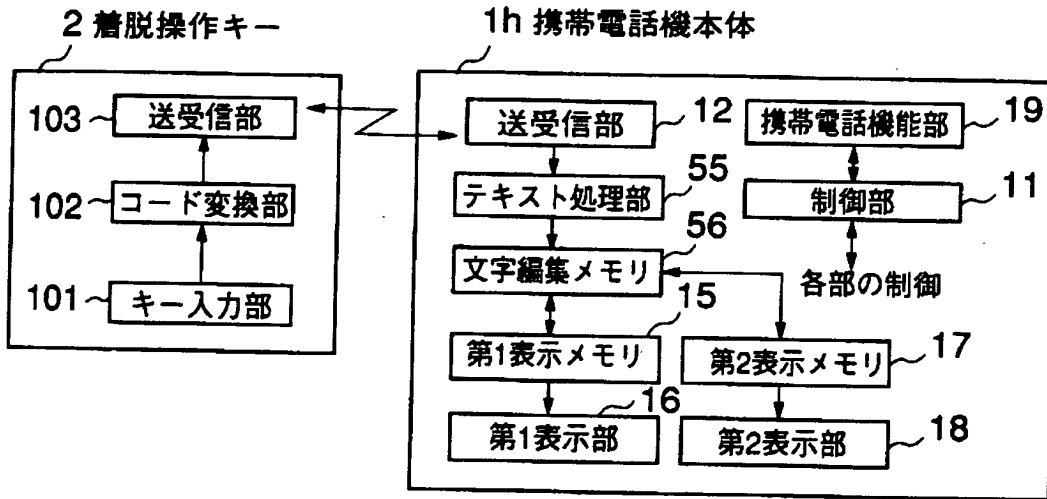 2 着脱操作キー
103 送受信部
102 コード変換部
101 キー入力部
1h 携帯電話機本体
送受信部 12
テキスト処理部 55
文字編集メモリ 56
第1表示メモリ 15
第1表示部 16
携帯電話機能部 19
制御部 11
各部の制御
第2表示メモリ 17
第2表示部 18